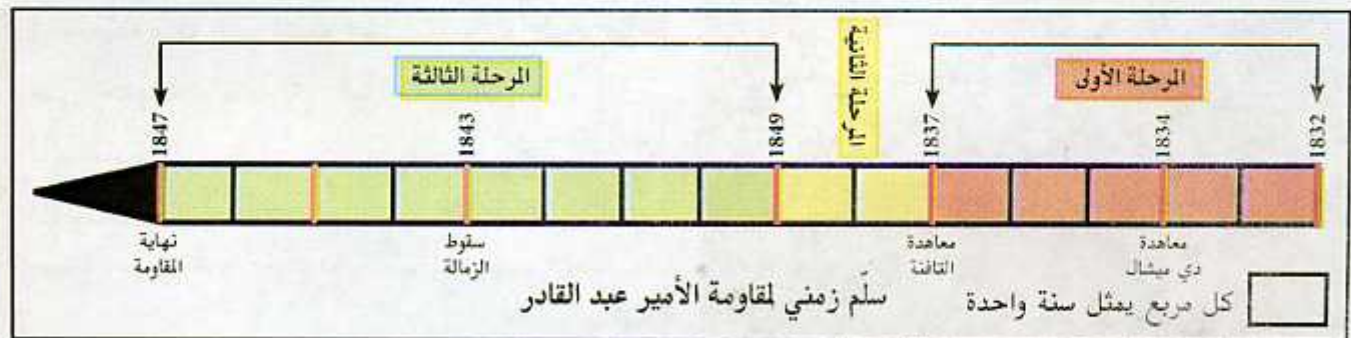 المرحلة الأولى
المرحلة الثانية
المرحلة الثالثة
1832
1834
1837
1849
1843
1847
معاهدة
دي ميشال
معاهدة
التافنة
سقوط
الزمالة
نهاية
المقاومة
كل مربع يمثل سنة واحدة
سلّم زمني لمقاومة الأمير عبد القادر